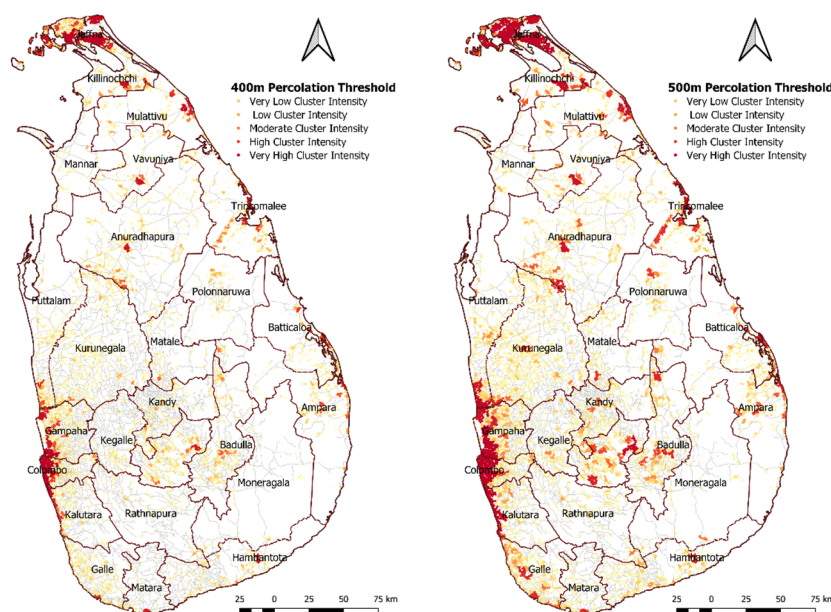 Jaffna
Killinochchi
400m Percolation Threshold
Very Low Cluster Intensity
Low Cluster Intensity
Moderate Cluster Intensity
High Cluster Intensity
Very High Cluster Intensity
Mulattivu
Mannar
Vavuniya
Trincomalee
Anuradhapura
Puttalam
Polonnaruwa
Batticaloa
Kurunegala
Matale
Kandy
Ampara
Gampaha
Kegalle
Badulla
Colombo
Moneragala
Kalutara
Rathnapura
Hambantota
Galle
Matara
25 0 25 50 75 km
Jaffna
Killinochchi
500m Percolation Threshold
Very Low Cluster Intensity
Low Cluster Intensity
Moderate Cluster Intensity
High Cluster Intensity
Very High Cluster Intensity
Mulattivu
Mannar
Vavuniya
Trincomalee
Anuradhapura
Puttalam
Polonnaruwa
Batticaloa
Kurunegala
Matale
Kandy
Ampara
Gampaha
Kegalle
Badulla
Colombo
Moneragala
Kalutara
Rathnapura
Hambantota
Galle
Matara
25 0 25 50 75 km